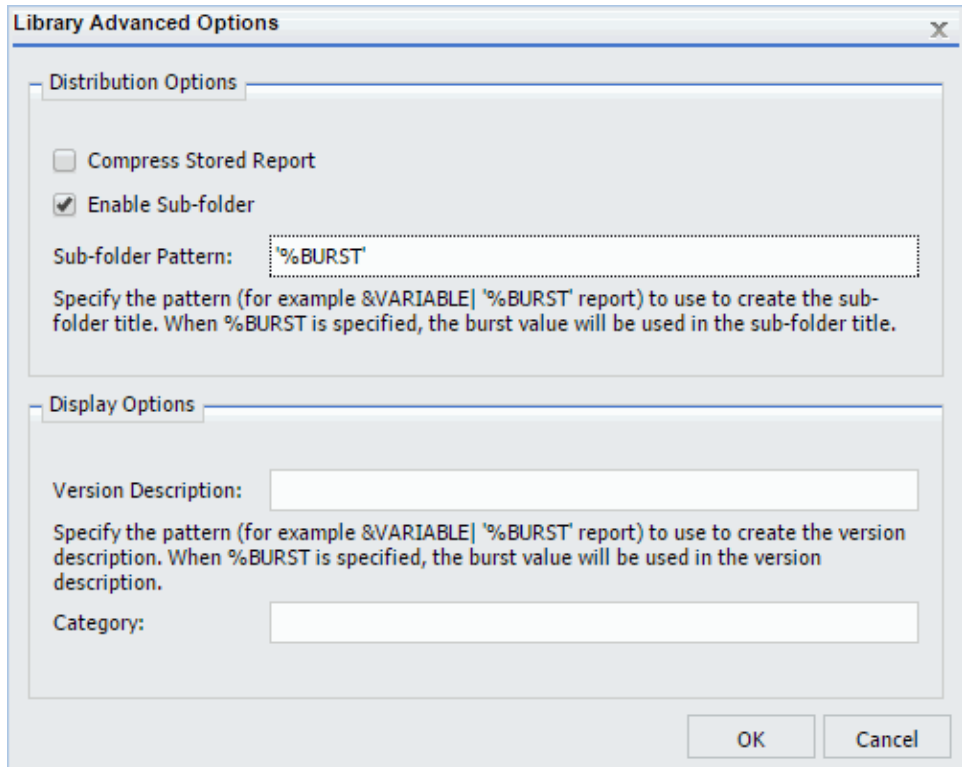 Library Advanced Options
x
Distribution Options
Compress Stored Report
Enable Sub-folder
Sub-folder Pattern: '%BURST'
Specify the pattern (for example &VARIABLE| '%BURST' report) to use to create the sub-
folder title. When %BURST is specified, the burst value will be used in the sub-folder title.
Display Options
Version Description:
Specify the pattern (for example &VARIABLE| '%BURST' report) to use to create the version
description. When %BURST is specified, the burst value will be used in the version
description.
Category:
OK Cancel